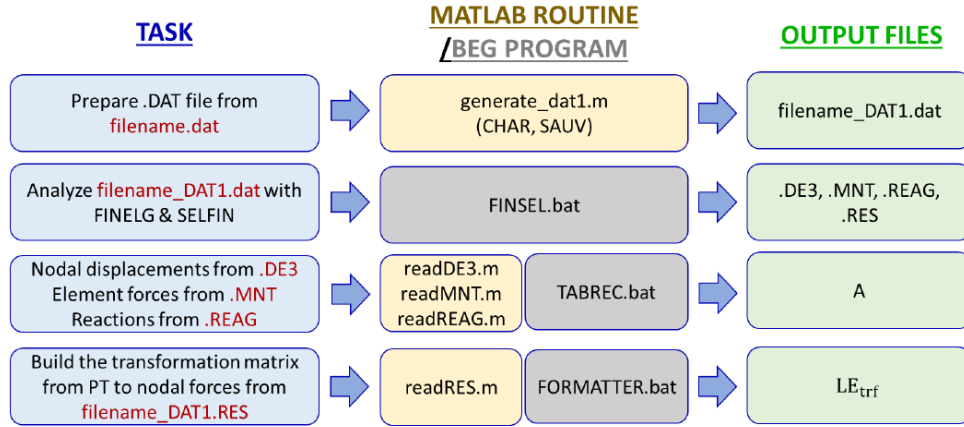 TASK
MATLAB ROUTINE
/BEG PROGRAM
OUTPUT FILES
Prepare .DAT file from
filename.dat
generate_dat1.m
(CHAR, SAUV)
filename_DAT1.dat
Analyze filename_DAT1.dat with
FINELG & SELFIN
FINSEL.bat
.DE3, .MNT, .REAG,
.RES
Nodal displacements from .DE3
Element forces from .MNT
Reactions from .REAG
readDE3.m
readMNT.m
readREAG.m
TABREC.bat
A
Build the transformation matrix
from PT to nodal forces from
filename_DAT1.RES
readRES.m
FORMATTER.bat
LEtrf